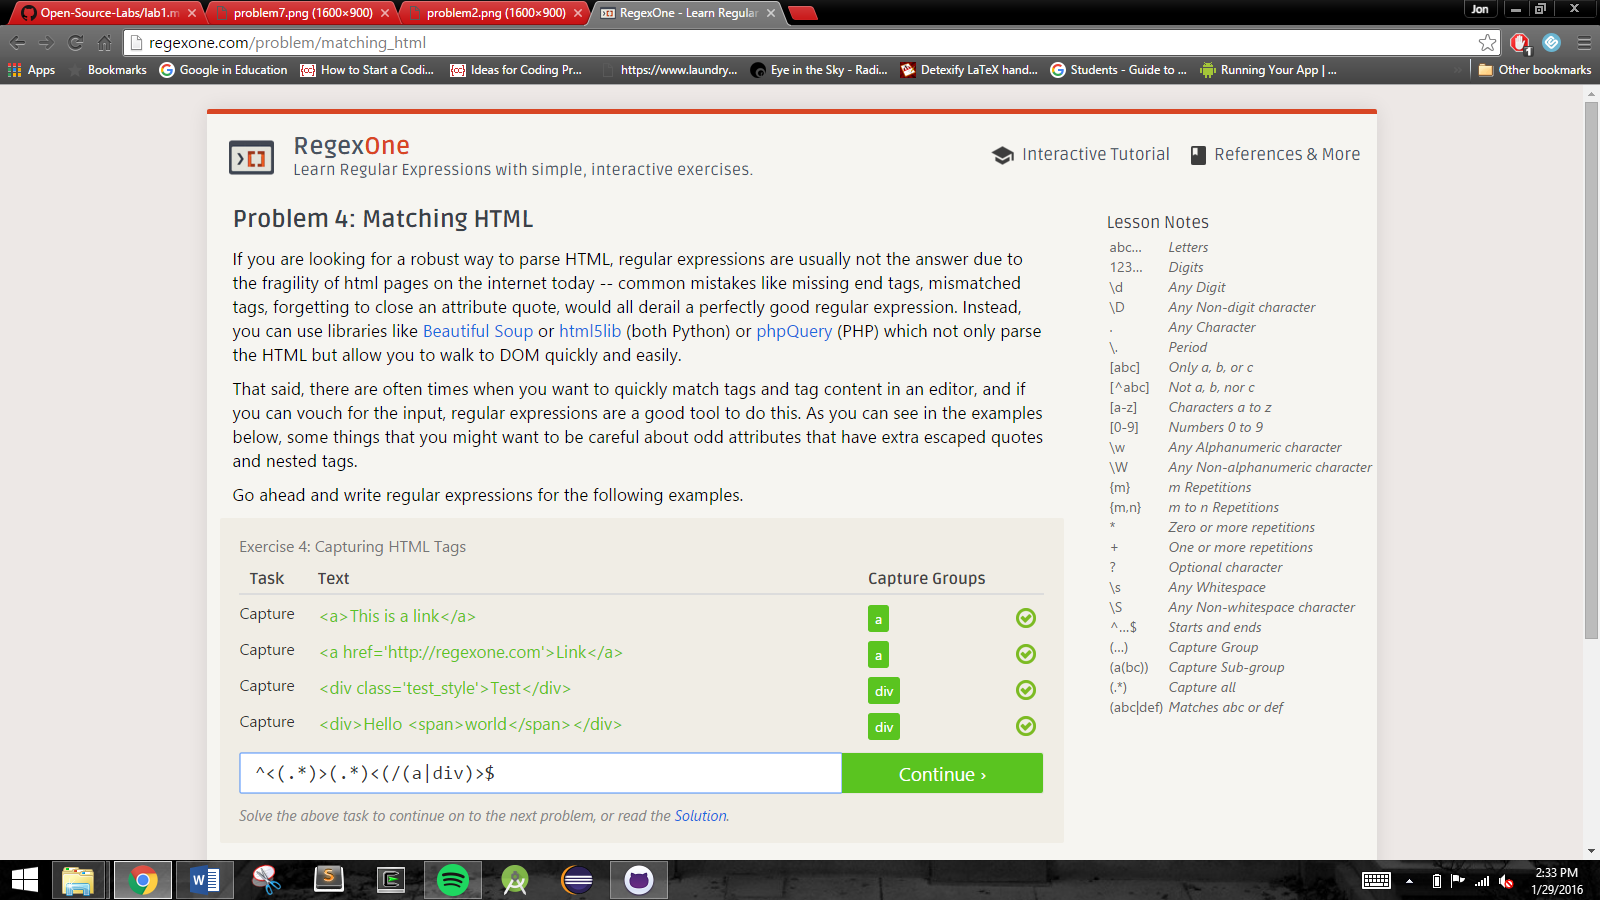 Open-Source-Labs/lab1.m
problem7.png (1600×900)
problem2.png (1600×900)
RegexOne - Learn Regular
Jon
regexone.com/problem/matching_html
1
Apps
Bookmarks
Google in Education
How to Start a Codi...
Ideas for Coding Pr...
https://www.laundry...
Eye in the Sky - Radi...
Detexify LaTeX hand...
Students - Guide to ...
Running Your App | ...
»
Other bookmarks
RegexOne
Learn Regular Expressions with simple, interactive exercises.
Interactive Tutorial
References & More
Problem 4: Matching HTML
If you are looking for a robust way to parse HTML, regular expressions are usually not the answer due to
the fragility of html pages on the internet today -- common mistakes like missing end tags, mismatched
tags, forgetting to close an attribute quote, would all derail a perfectly good regular expression. Instead,
you can use libraries like Beautiful Soup or html5lib (both Python) or phpQuery (PHP) which not only parse
the HTML but allow you to walk to DOM quickly and easily.
That said, there are often times when you want to quickly match tags and tag content in an editor, and if
you can vouch for the input, regular expressions are a good tool to do this. As you can see in the examples
below, some things that you might want to be careful about odd attributes that have extra escaped quotes
and nested tags.
Go ahead and write regular expressions for the following examples.
Exercise 4: Capturing HTML Tags
Task Text Capture Groups
Capture <a>This is a link</a> a
Capture <a href='http://regexone.com'>Link</a> a
Capture <div class='test_style'>Test</div> div
Capture <div>Hello <span>world</span></div> div
^<(.*)>(.*)<(/(a|div)>$
Continue ›
Solve the above task to continue on to the next problem, or read the Solution.
Lesson Notes
abc... Letters
123... Digits
\d Any Digit
\D Any Non-digit character
. Any Character
\. Period
[abc] Only a, b, or c
[^abc] Not a, b, nor c
[a-z] Characters a to z
[0-9] Numbers 0 to 9
\w Any Alphanumeric character
\W Any Non-alphanumeric character
{m} m Repetitions
{m,n} m to n Repetitions
* Zero or more repetitions
+ One or more repetitions
? Optional character
\s Any Whitespace
\S Any Non-whitespace character
^...$ Starts and ends
(...) Capture Group
(a(bc)) Capture Sub-group
(.*) Capture all
(abc|def) Matches abc or def
2:33 PM
1/29/2016